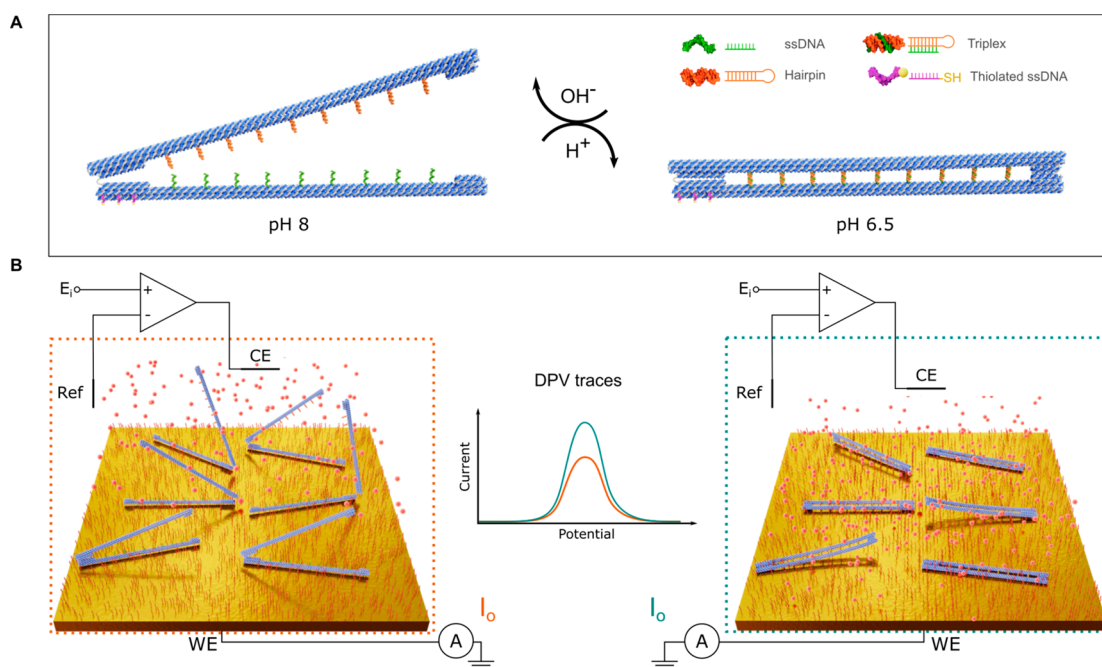 A
ssDNA
Triplex
Hairpin
SH
Thiolated ssDNA
OH⁻
H⁺
pH 8
pH 6.5
B
Eᵢ
+
-
CE
Ref
DPV traces
Current
Potential
Eᵢ
+
-
CE
Ref
Iₒ
Iₒ
WE
A
A
WE